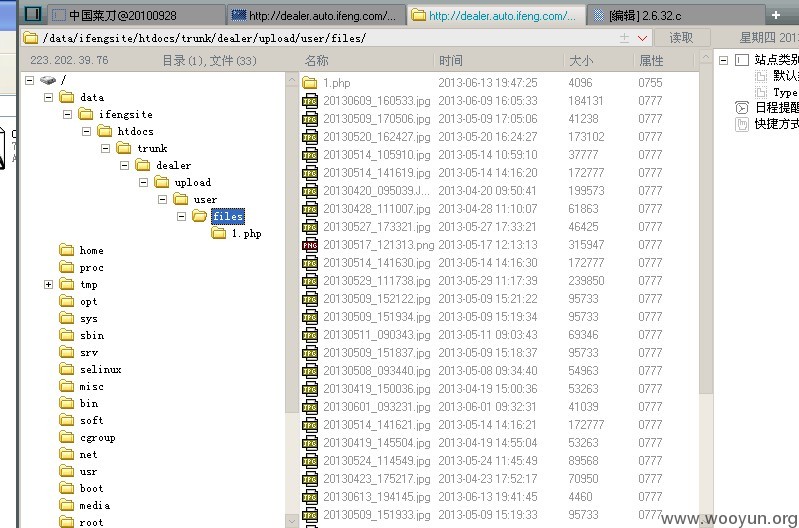 中国菜刀@20100928
http://dealer.auto.ifeng.com/...
http://dealer.auto.ifeng.com/...
[编辑] 2.6.32.c
/data/ifengsite/htdocs/trunk/dealer/upload/user/files/
读取
星期四 2013
223.202.39.76
目录(1),文件(33)
名称 时间 大小 属性
/
data
ifengsite
htdocs
trunk
dealer
upload
user
files
1.php
home
proc
tmp
opt
sys
sbin
srv
selinux
misc
bin
soft
cgroup
net
usr
boot
media
root
1.php 2013-06-13 19:47:25 4096 0755
20130609_160533.jpg 2013-06-09 16:05:33 184131 0777
20130509_170506.jpg 2013-05-09 17:05:06 41238 0777
20130520_162427.jpg 2013-05-20 16:24:27 173102 0777
20130514_105910.jpg 2013-05-14 10:59:10 37777 0777
20130514_141619.jpg 2013-05-14 14:16:20 172777 0777
20130420_095039.J... 2013-04-20 09:50:41 199573 0777
20130428_111007.jpg 2013-04-28 11:10:07 61863 0777
20130527_173321.jpg 2013-05-27 17:33:21 46425 0777
20130517_121313.png 2013-05-17 12:13:13 315947 0777
20130514_141630.jpg 2013-05-14 14:16:30 172777 0777
20130529_111738.jpg 2013-05-29 11:17:39 239850 0777
20130509_152122.jpg 2013-05-09 15:21:22 95733 0777
20130509_151934.jpg 2013-05-09 15:19:34 95733 0777
20130511_090343.jpg 2013-05-11 09:03:43 69346 0777
20130509_151837.jpg 2013-05-09 15:18:37 95733 0777
20130508_093440.jpg 2013-05-08 09:34:40 54963 0777
20130419_150036.jpg 2013-04-19 15:00:36 53263 0777
20130601_093231.jpg 2013-06-01 09:32:31 41039 0777
20130514_141621.jpg 2013-05-14 14:16:21 172777 0777
20130419_145504.jpg 2013-04-19 14:55:04 53263 0777
20130524_114549.jpg 2013-05-24 11:45:49 89568 0777
20130423_175217.jpg 2013-04-23 17:52:17 70950 0777
20130613_194145.jpg 2013-06-13 19:41:45 4460 0777
20130509_151933.jpg 2013-05-09 15:19:33 95733 0777
站点类别
默认
Type
日程提醒
快捷方式
www.wooyun.org